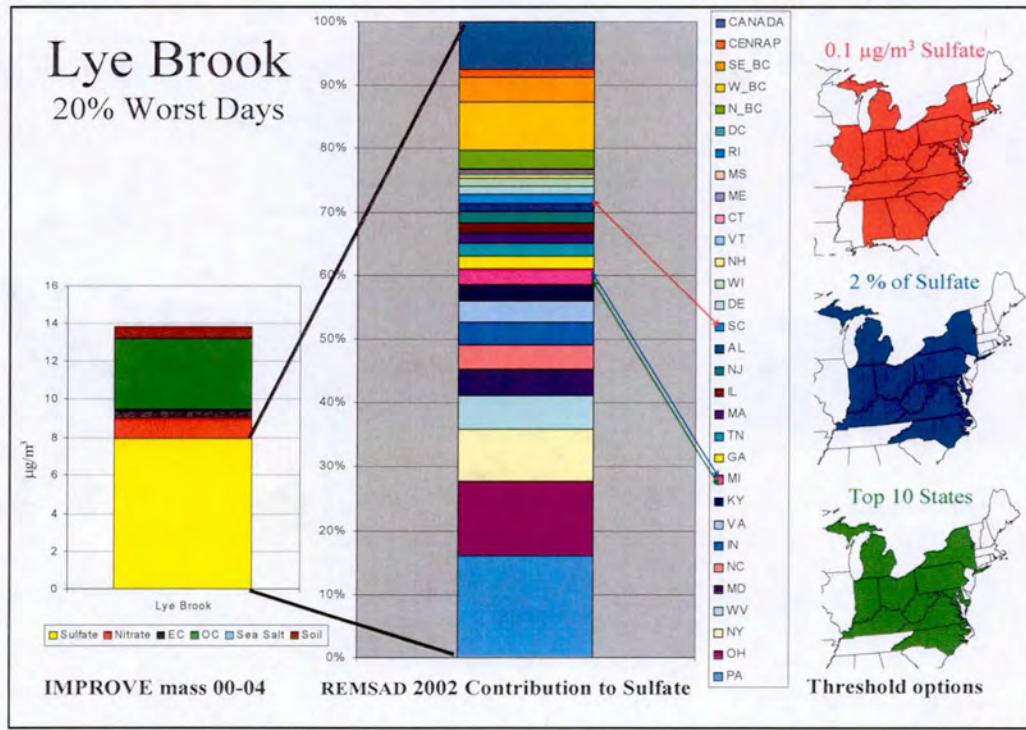 Lye Brook
20% Worst Days
16
14
12
10
8
6
4
2
0
µg/m³
Lye Brook
Sulfate Nitrate EC OC Sea Salt Soil
IMPROVE mass 00-04
100%
90%
80%
70%
60%
50%
40%
30%
20%
10%
0%
REMSAD 2002 Contribution to Sulfate
CANADA
CENRAP
SE_BC
W_BC
N_BC
DC
RI
MS
ME
CT
VT
NH
WI
DE
SC
AL
NJ
IL
MA
TN
GA
MI
KY
VA
IN
NC
MD
WV
NY
OH
PA
0.1 µg/m³ Sulfate
2 % of Sulfate
Top 10 States
Threshold options